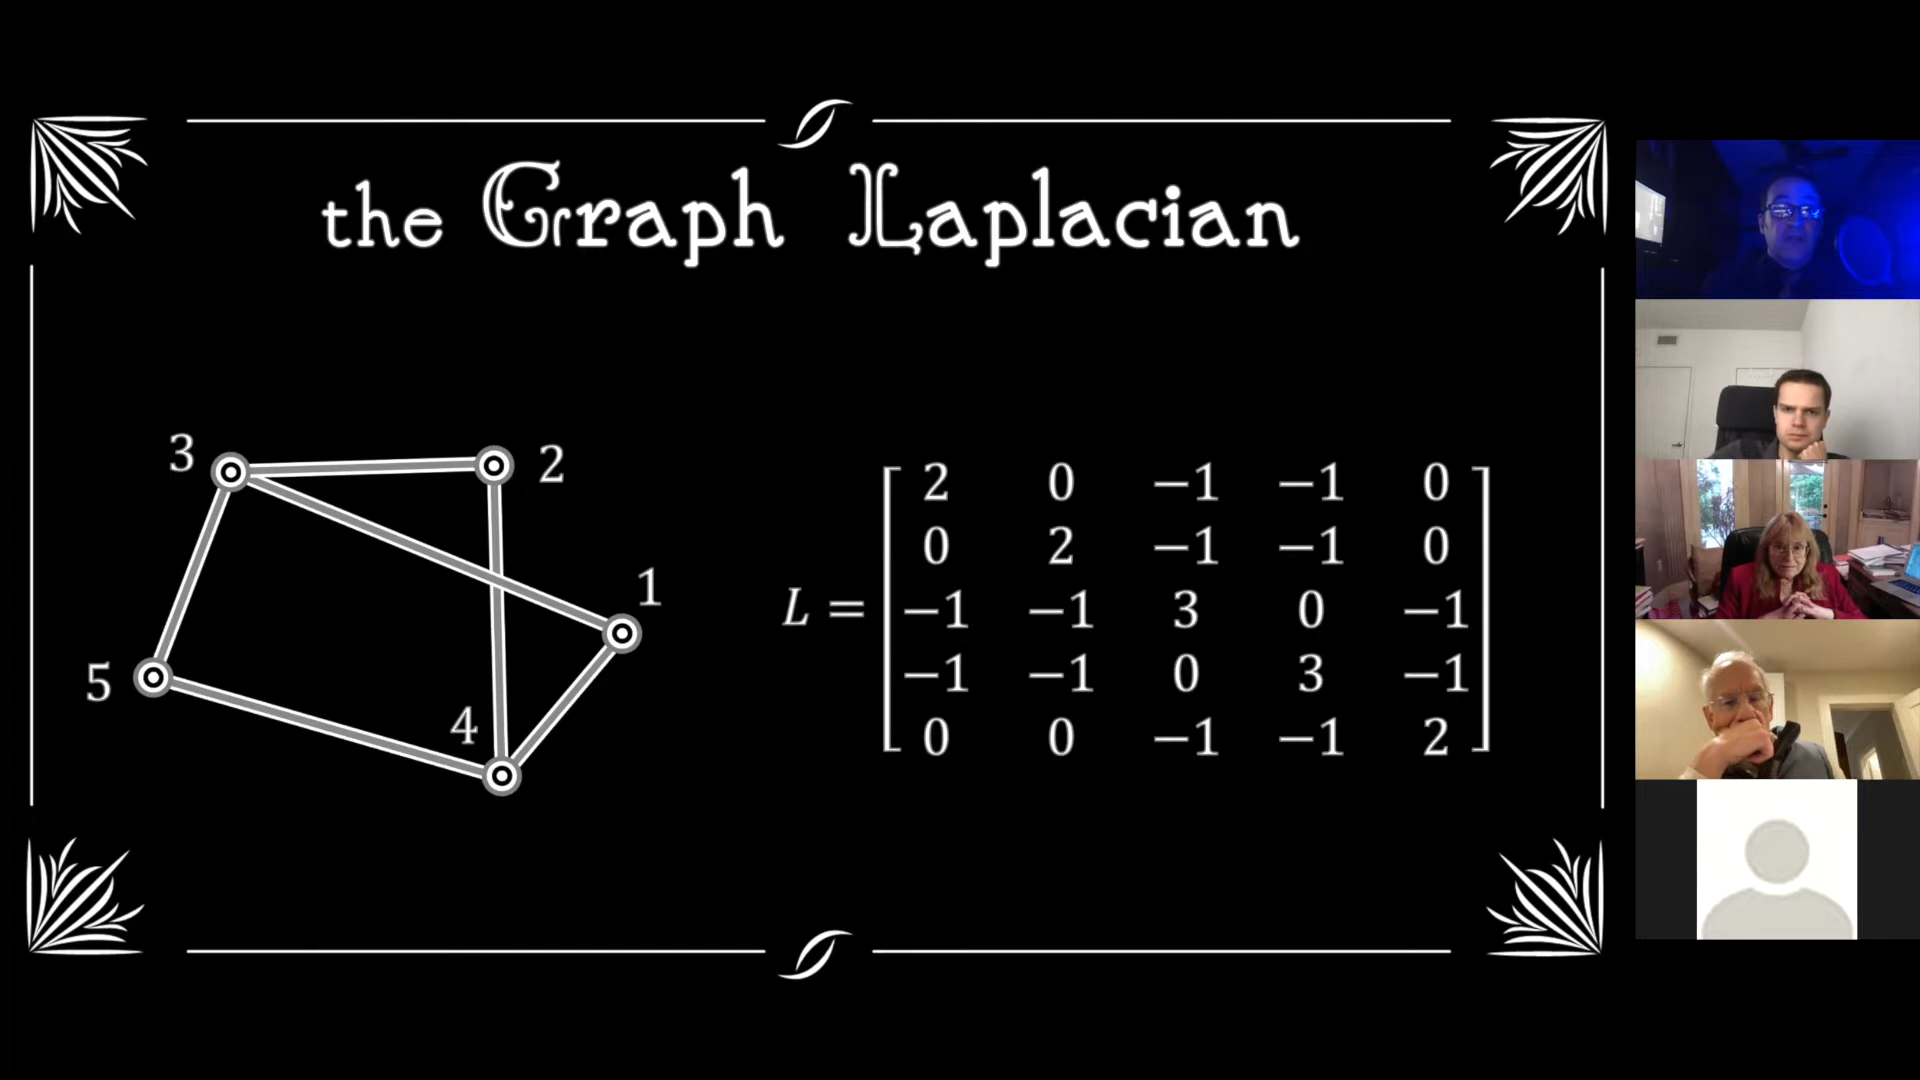 the Graph Laplacian
3
2
1
5
4
L =
2 0 −1 −1 0
0 2 −1 −1 0
−1 −1 3 0 −1
−1 −1 0 3 −1
0 0 −1 −1 2